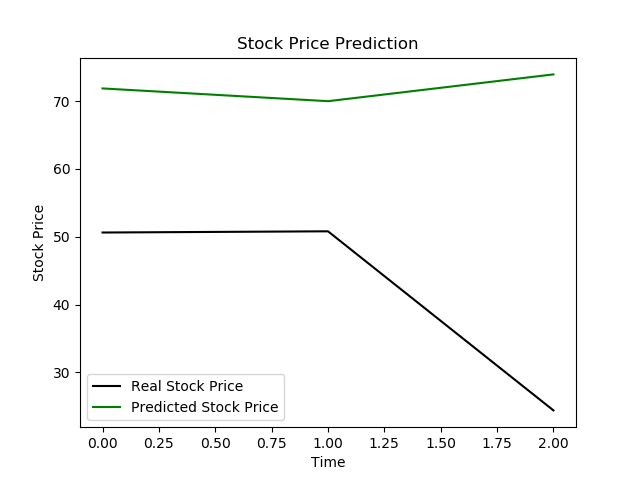 Stock Price Prediction
70
60
50
40
30
Stock Price
Real Stock Price
Predicted Stock Price
0.00 0.25 0.50 0.75 1.00 1.25 1.50 1.75 2.00
Time